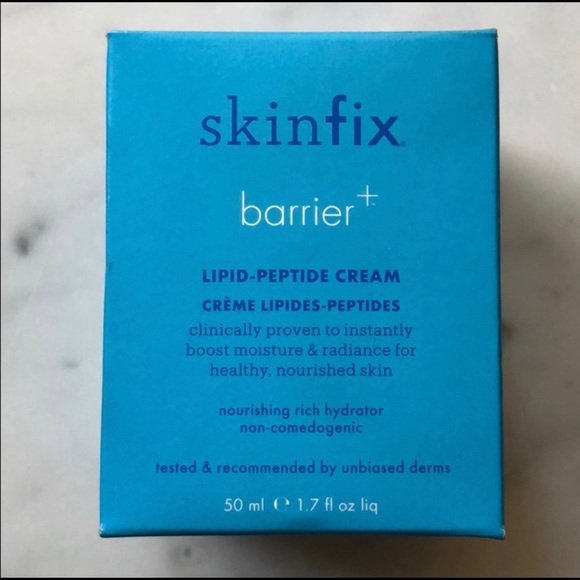 skinfix
barrier+
LIPID-PEPTIDE CREAM
CRÈME LIPIDES-PEPTIDES
clinically proven to instantly
boost moisture & radiance for
healthy, nourished skin
nourishing rich hydrator
non-comedogenic
tested & recommended by unbiased derms
50 ml ℮ 1.7 fl oz liq